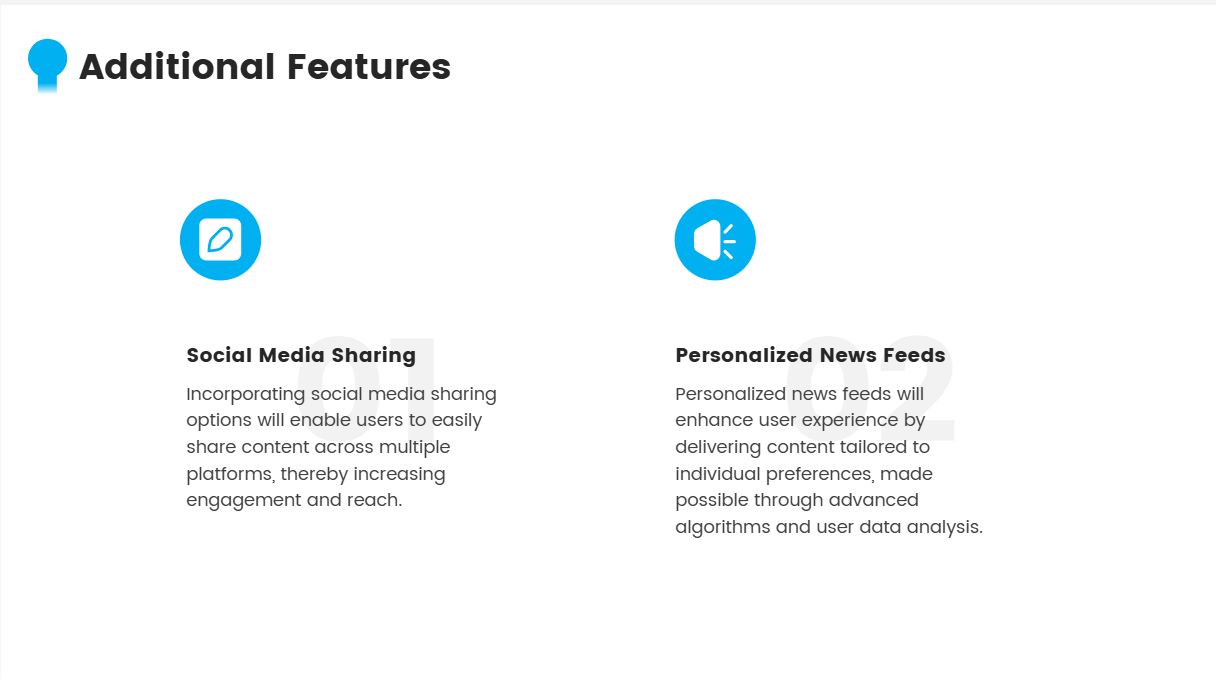 Additional Features
01
Social Media Sharing
Incorporating social media sharing
options will enable users to easily
share content across multiple
platforms, thereby increasing
engagement and reach.
02
Personalized News Feeds
Personalized news feeds will
enhance user experience by
delivering content tailored to
individual preferences, made
possible through advanced
algorithms and user data analysis.